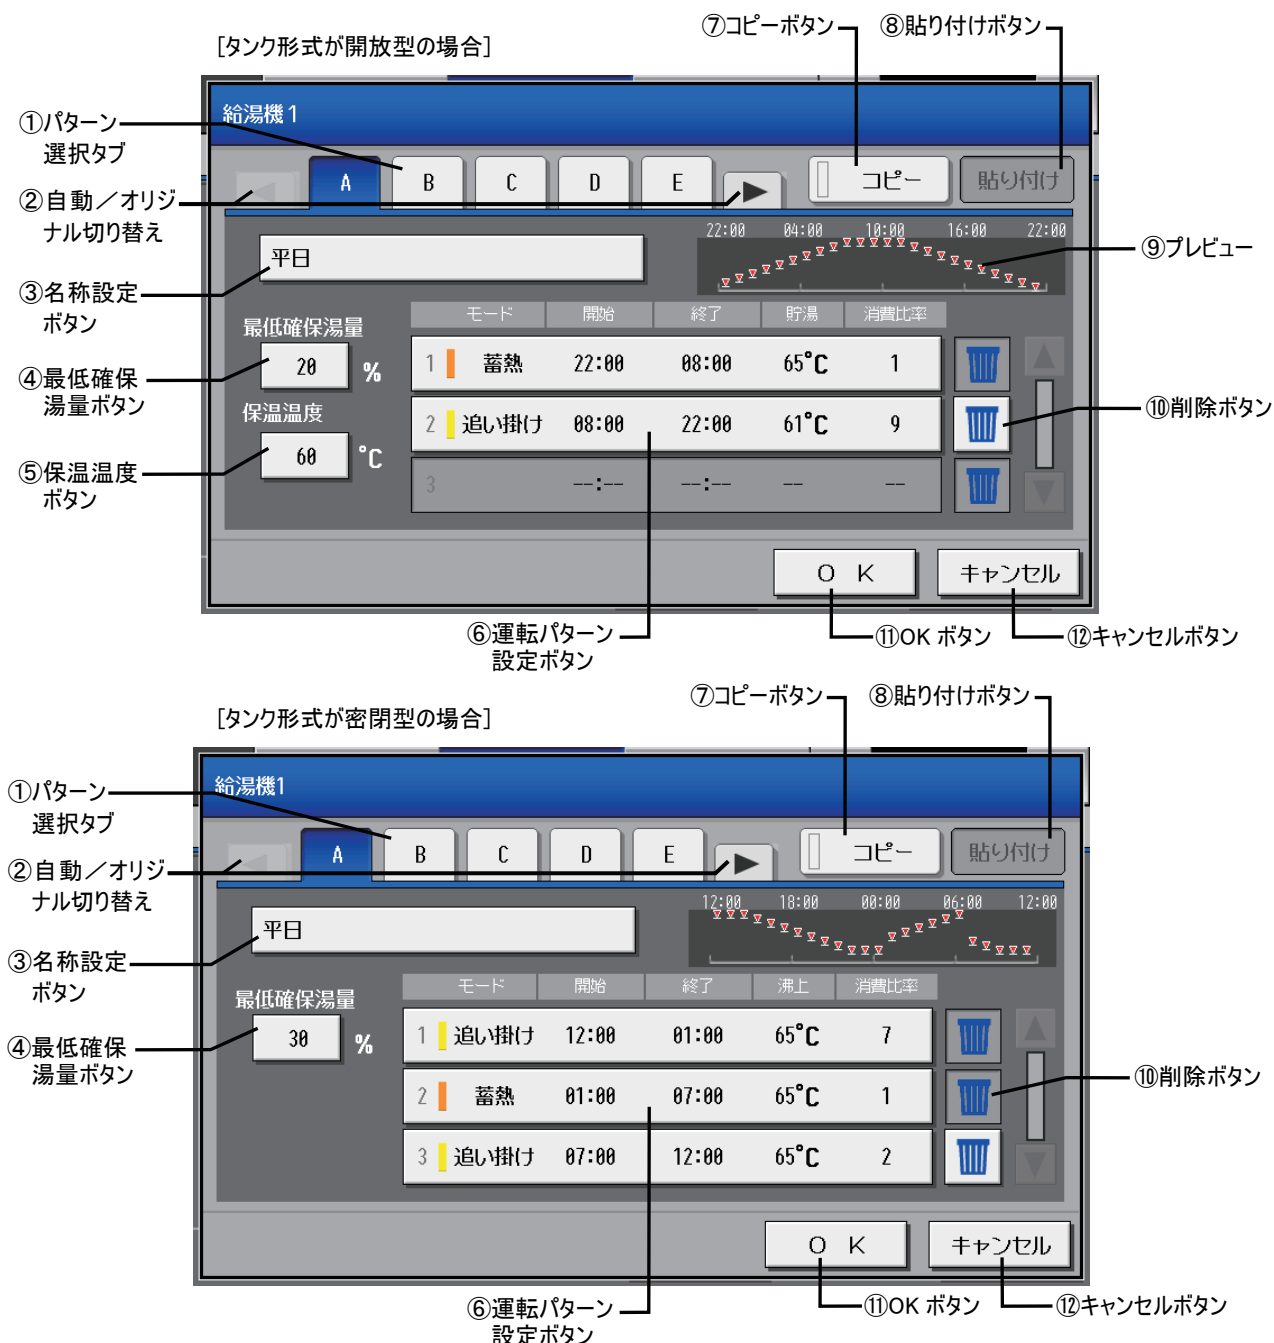 ⑦コピーボタン
⑧貼り付けボタン
[タンク形式が開放型の場合]
給湯機1
①パターン
選択タブ
A
B
C
D
E
コピー
貼り付け
②自動／オリジ
ナル切り替え
22:00 04:00 10:00 16:00 22:00
⑨プレビュー
平日
③名称設定
ボタン
モード 開始 終了 貯湯 消費比率
最低確保湯量
1 蓄熱 22:00 08:00 65℃ 1
20 %
④最低確保
湯量ボタン
保温温度
2 追い掛け 08:00 22:00 61℃ 9
⑩削除ボタン
60 ℃
⑤保温温度
ボタン
3 --:-- --:-- -- --
OK
キャンセル
⑥運転パターン
設定ボタン
⑪OK ボタン
⑫キャンセルボタン
⑦コピーボタン
⑧貼り付けボタン
[タンク形式が密閉型の場合]
給湯機1
①パターン
選択タブ
A
B
C
D
E
コピー
貼り付け
②自動／オリジ
ナル切り替え
12:00 18:00 00:00 06:00 12:00
平日
③名称設定
ボタン
モード 開始 終了 沸上 消費比率
最低確保湯量
1 追い掛け 12:00 01:00 65℃ 7
30 %
④最低確保
湯量ボタン
2 蓄熱 01:00 07:00 65℃ 1
⑩削除ボタン
3 追い掛け 07:00 12:00 65℃ 2
OK
キャンセル
⑥運転パターン
設定ボタン
⑪OK ボタン
⑫キャンセルボタン